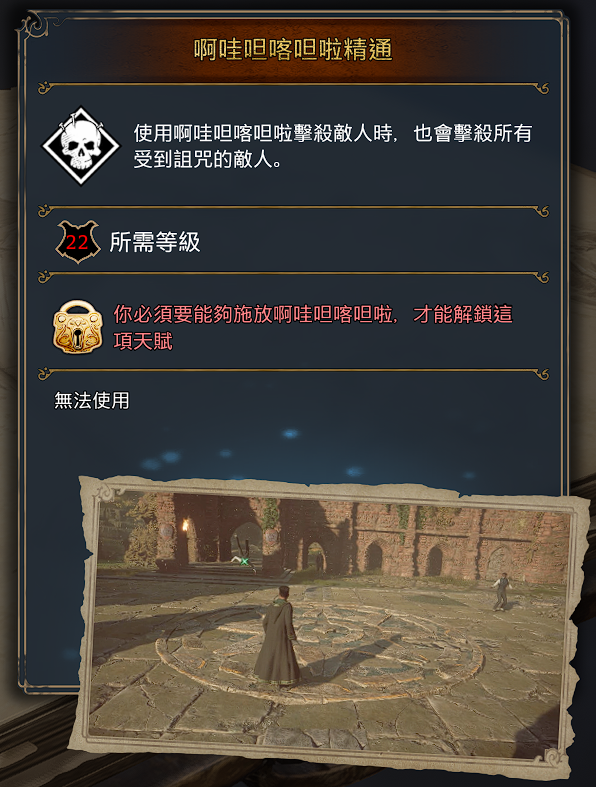 啊哇呾喀呾啦精通
使用啊哇呾喀呾啦擊殺敵人時，也會擊殺所有
受到詛咒的敵人。
22 所需等級
你必須要能夠施放啊哇呾喀呾啦，才能解鎖這
項天賦
無法使用